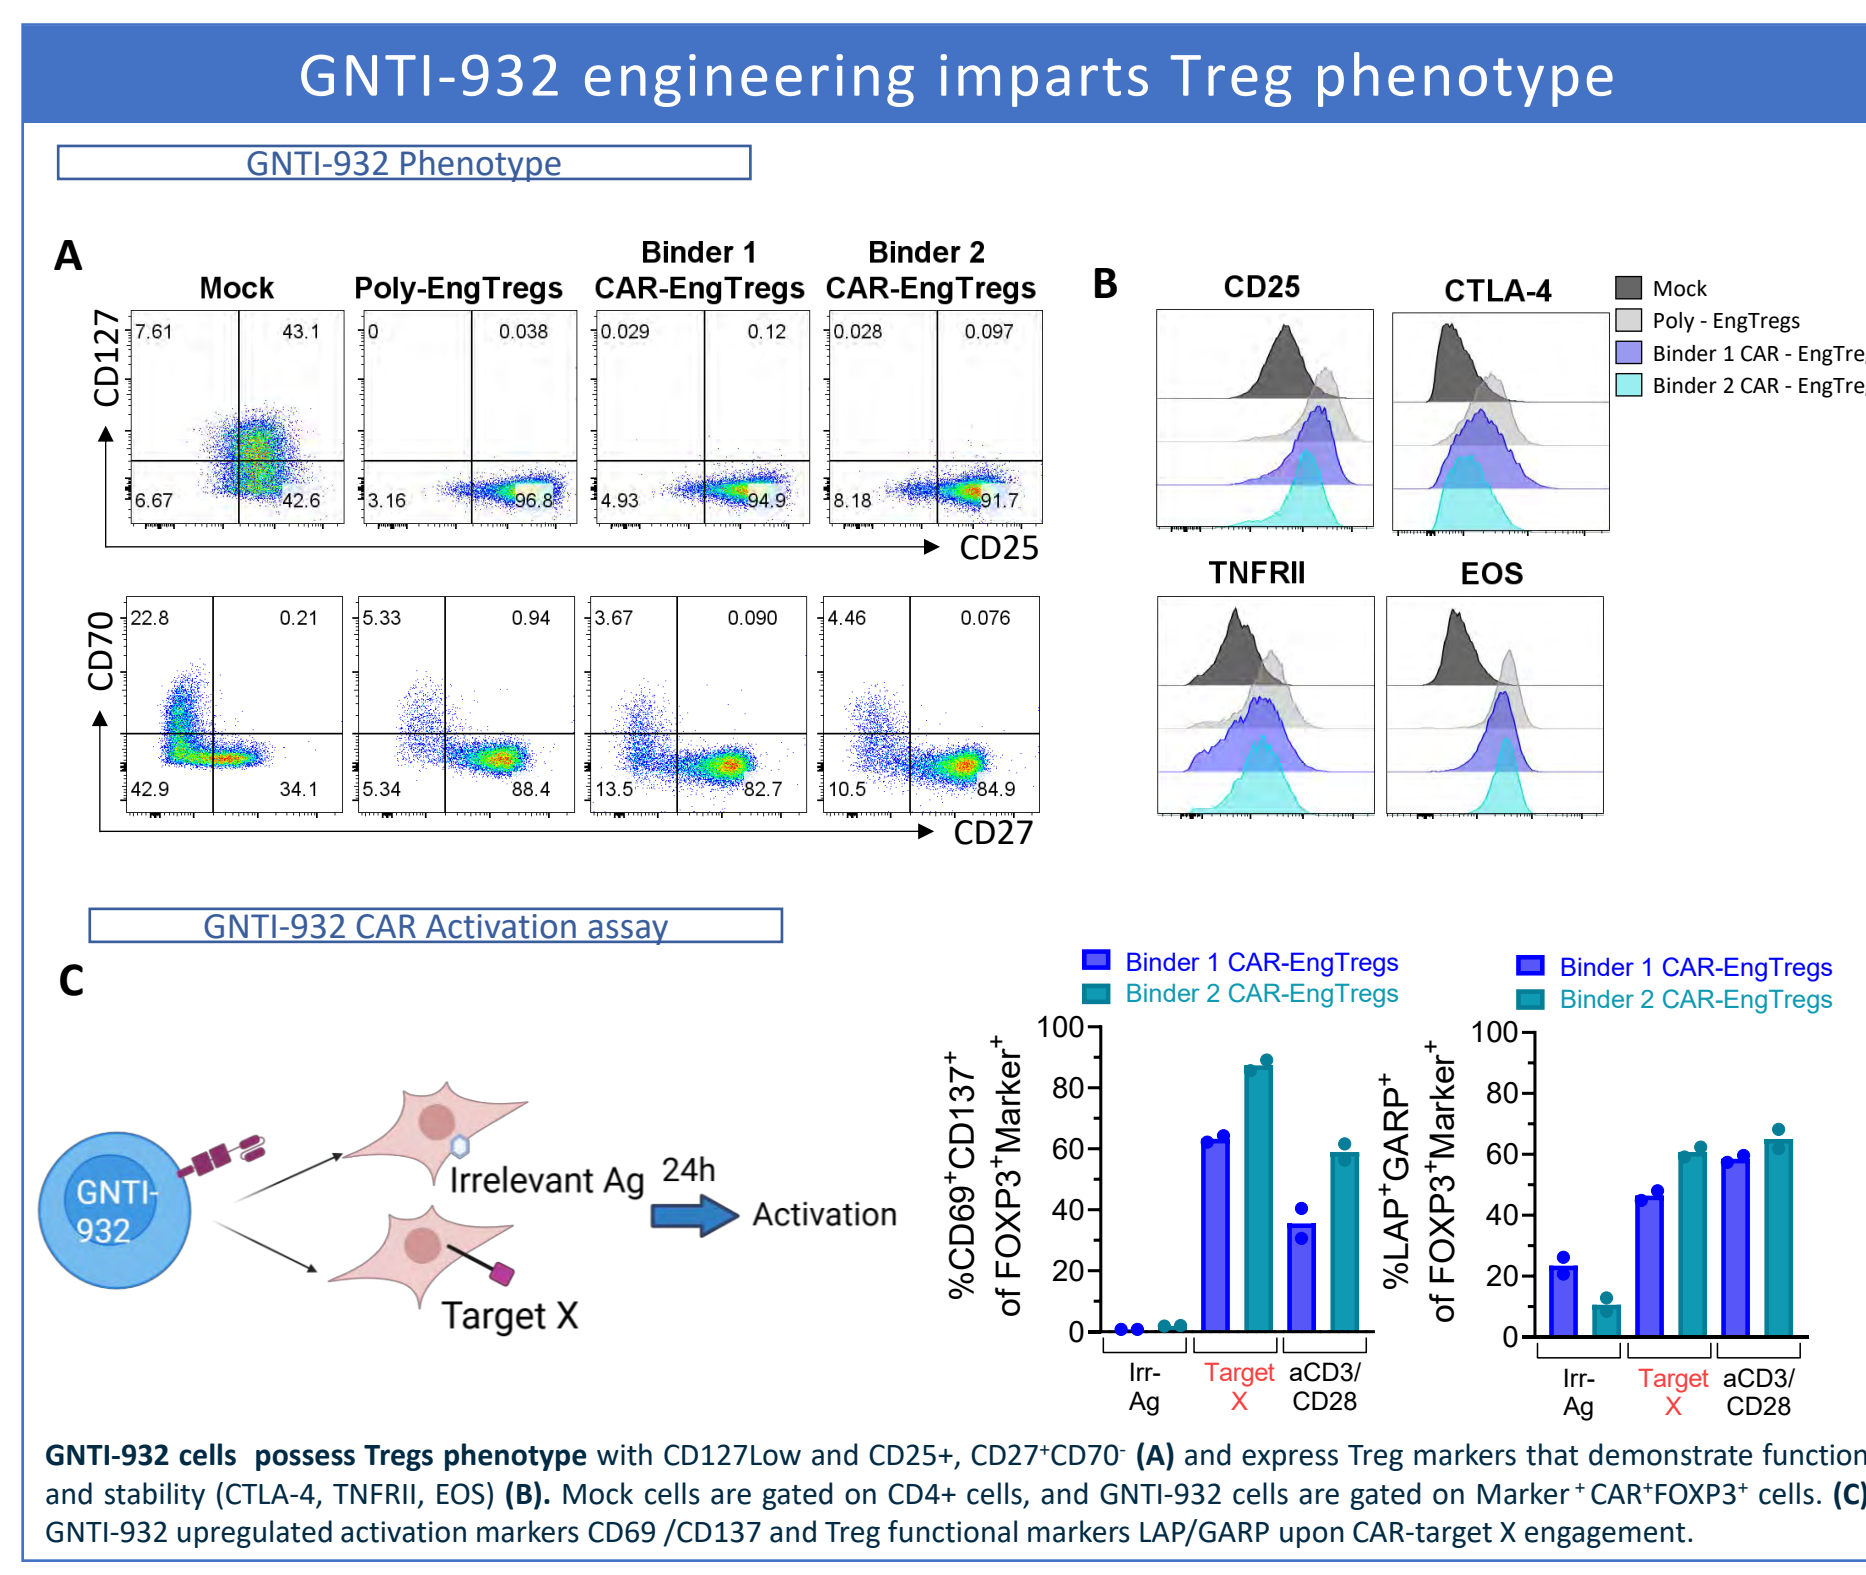 GNTI-932 engineering imparts Treg phenotype
GNTI-932 Phenotype
A
Mock
Poly-EngTregs
Binder 1
CAR-EngTregs
Binder 2
CAR-EngTregs
CD127
7.61
43.1
6.67
42.6
0
0.038
3.16
96.8
0.029
0.12
4.93
94.9
0.028
0.097
8.18
91.7
CD25
CD70
22.8
0.21
42.9
34.1
5.33
0.94
5.34
88.4
3.67
0.090
13.5
82.7
4.46
0.076
10.5
84.9
CD27
B
CD25
CTLA-4
TNFRII
EOS
Mock
Poly - EngTregs
Binder 1 CAR - EngTre
Binder 2 CAR - EngTre
GNTI-932 CAR Activation assay
C
GNTI-
932
Irrelevant Ag
Target X
24h
Activation
Binder 1 CAR-EngTregs
Binder 2 CAR-EngTregs
%CD69⁺CD137⁺
of FOXP3⁺Marker⁺
100
80
60
40
20
0
Irr-
Ag
Target
X
aCD3/
CD28
Binder 1 CAR-EngTregs
Binder 2 CAR-EngTregs
%LAP⁺GARP⁺
of FOXP3⁺Marker⁺
100
80
60
40
20
0
Irr-
Ag
Target
X
aCD3/
CD28
GNTI-932 cells possess Tregs phenotype with CD127Low and CD25+, CD27⁺CD70⁻ (A) and express Treg markers that demonstrate function
and stability (CTLA-4, TNFRII, EOS) (B). Mock cells are gated on CD4+ cells, and GNTI-932 cells are gated on Marker⁺CAR⁺FOXP3⁺ cells. (C)
GNTI-932 upregulated activation markers CD69 /CD137 and Treg functional markers LAP/GARP upon CAR-target X engagement.